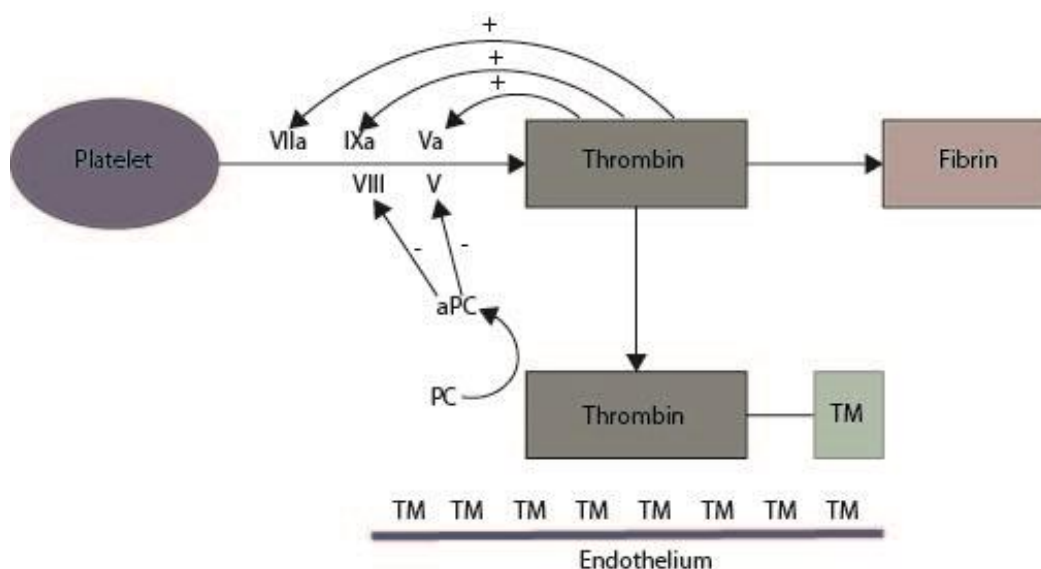 +
+
+
VIIa IXa Va
Platelet Thrombin Fibrin
VIII V
- -
aPC
PC
Thrombin TM
TM TM TM TM TM TM TM TM
Endothelium